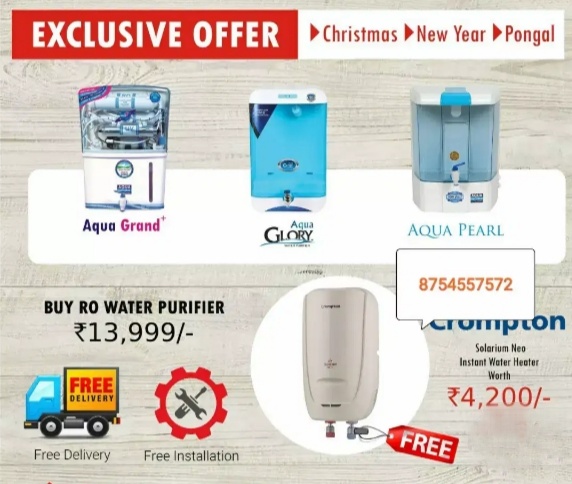 EXCLUSIVE OFFER
Christmas New Year Pongal
Aqua Grand+
Aqua
GLORY
AQUA PEARL
8754557572
Crompton
BUY RO WATER PURIFIER
₹13,999/-
Solarium Neo
Instant Water Heater
Worth
₹4,200/-
FREE
DELIVERY
Free Delivery
Free Installation
Crompton
FREE